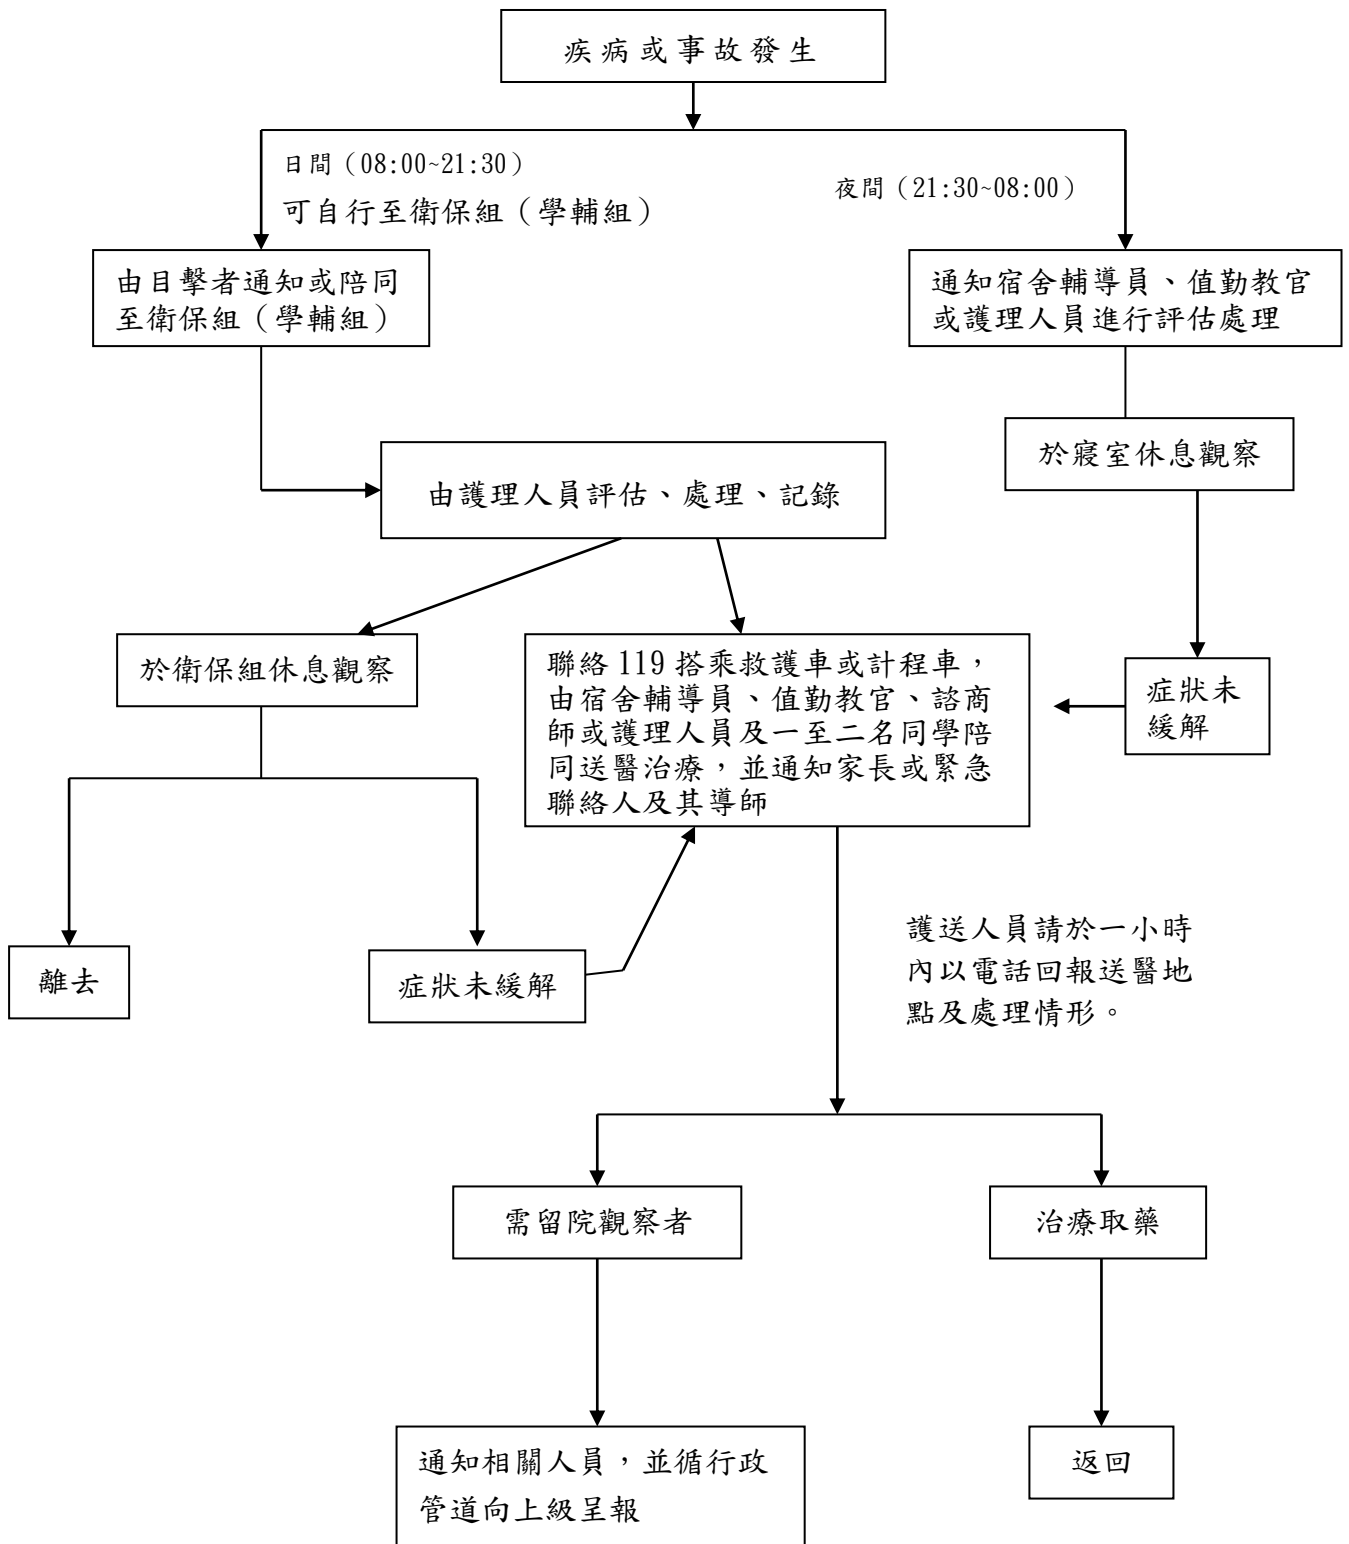 疾病或事故發生
日間（08:00~21:30）
可自行至衛保組（學輔組）
夜間（21:30~08:00）
由目擊者通知或陪同
至衛保組（學輔組）
通知宿舍輔導員、值勤教官
或護理人員進行評估處理
於寢室休息觀察
由護理人員評估、處理、記錄
於衛保組休息觀察
聯絡119搭乘救護車或計程車，
由宿舍輔導員、值勤教官、諮商
師或護理人員及一至二名同學陪
同送醫治療，並通知家長或緊急
聯絡人及其導師
症狀未
緩解
離去
症狀未緩解
護送人員請於一小時
內以電話回報送醫地
點及處理情形。
需留院觀察者
治療取藥
通知相關人員，並循行政
管道向上級呈報
返回